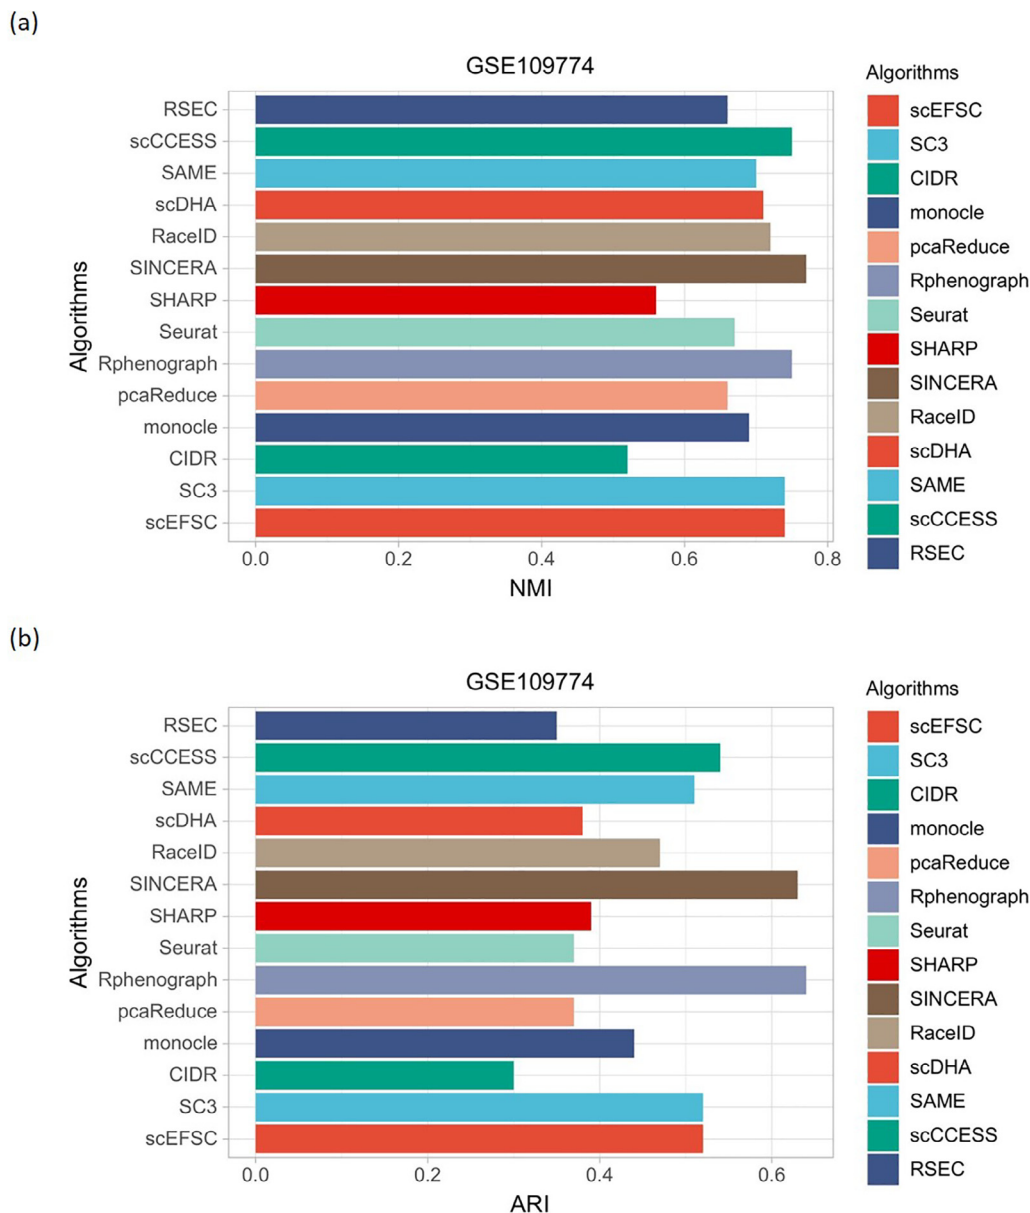 (a)
GSE109774
Algorithms
RSEC
scCCESS
SAME
scDHA
RaceID
SINCERA
SHARP
Seurat
Rphenograph
pcaReduce
monocle
CIDR
SC3
scEFSC
0.0 0.2 0.4 0.6 0.8
NMI
Algorithms
scEFSC
SC3
CIDR
monocle
pcaReduce
Rphenograph
Seurat
SHARP
SINCERA
RaceID
scDHA
SAME
scCCESS
RSEC
(b)
GSE109774
Algorithms
RSEC
scCCESS
SAME
scDHA
RaceID
SINCERA
SHARP
Seurat
Rphenograph
pcaReduce
monocle
CIDR
SC3
scEFSC
0.0 0.2 0.4 0.6
ARI
Algorithms
scEFSC
SC3
CIDR
monocle
pcaReduce
Rphenograph
Seurat
SHARP
SINCERA
RaceID
scDHA
SAME
scCCESS
RSEC